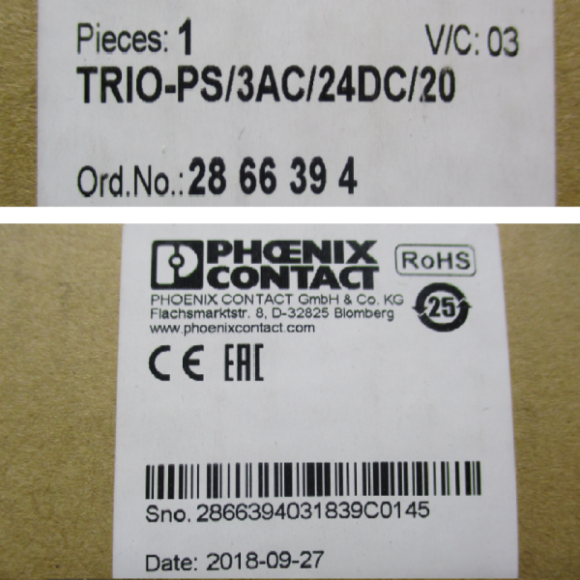 Pieces: 1 V/C: 03
TRIO-PS/3AC/24DC/20
Ord.No.: 28 66 39 4
PHŒNIX
CONTACT
RoHS
PHOENIX CONTACT GmbH & Co. KG
Flachsmarktstr. 8, D-32825 Blomberg
www.phoenixcontact.com
25
CE EAC
Sno. 2866394031839C0145
Date: 2018-09-27